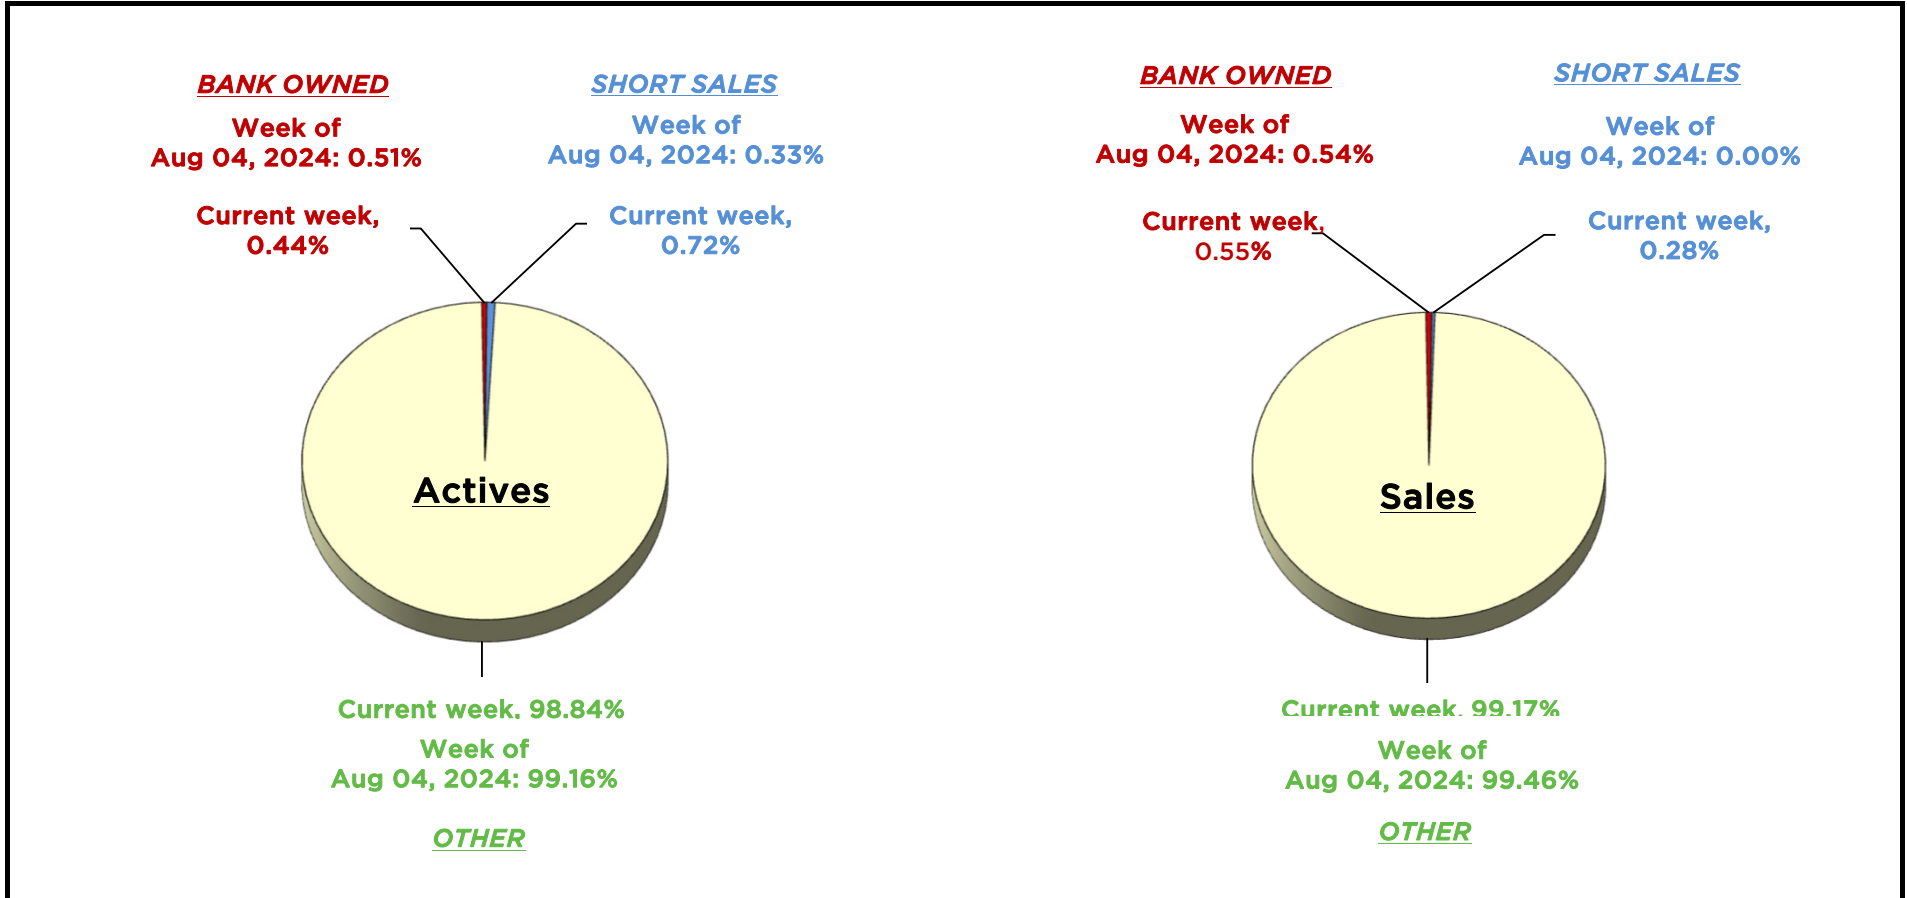 BANK OWNED
Week of
Aug 04, 2024: 0.51%
Current week,
0.44%
SHORT SALES
Week of
Aug 04, 2024: 0.33%
Current week,
0.72%
Actives
Current week, 98.84%
Week of
Aug 04, 2024: 99.16%
OTHER
BANK OWNED
Week of
Aug 04, 2024: 0.54%
Current week,
0.55%
SHORT SALES
Week of
Aug 04, 2024: 0.00%
Current week,
0.28%
Sales
Current week, 99.17%
Week of
Aug 04, 2024: 99.46%
OTHER